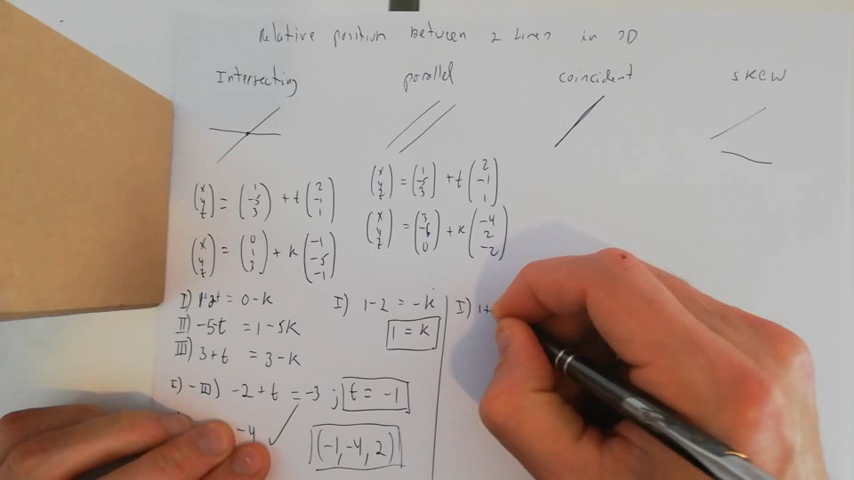 Relative position between 2 lines in 3D
Intersecting parallel coincident skew
(x y z) = (1 -5 3) + t (2 -1 1)
(x y z) = (0 1 3) + k (-1 -5 -1)
(x y z) = (1 -5 3) + t (2 -1 1)
(x y z) = (3 -6 0) + k (-4 2 -2)
I) 1+2t = 0-k
II) -5t = 1-5k
III) 3+t = 3-k
I)-III) -2+t = -3 ; t = -1
-4 ✓
I) 1-2 = -k
1 = k
(-1, -4, 2)
I) 1+